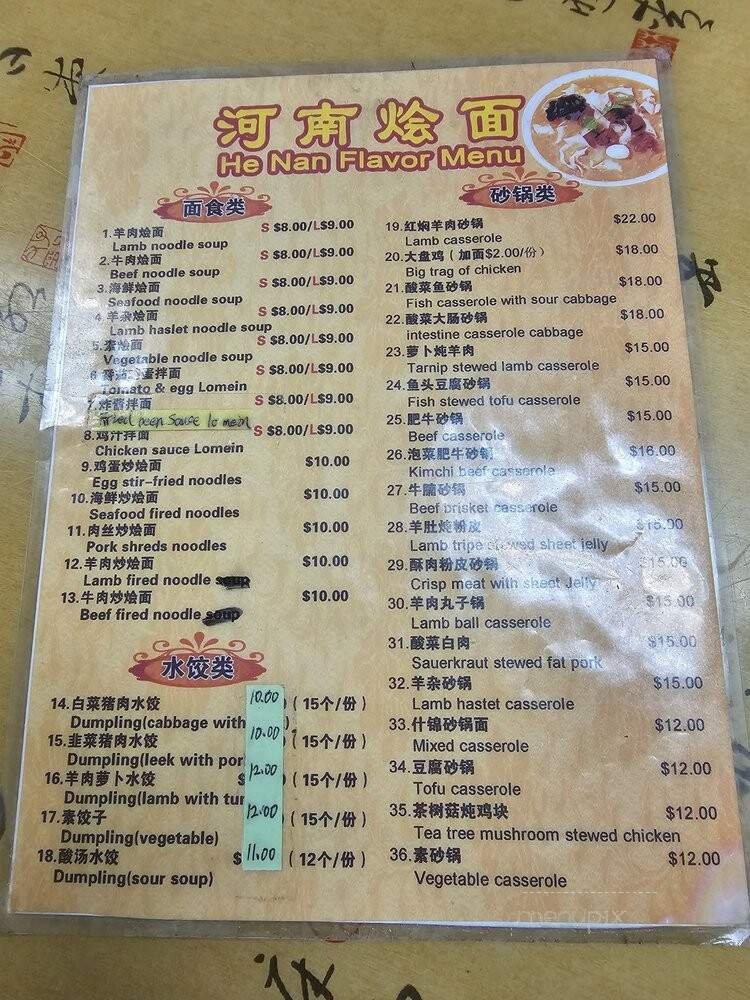 河南烩面
He Nan Flavor Menu
面食类
1.羊肉烩面 S $8.00/L$9.00
Lamb noodle soup
2.牛肉烩面 S $8.00/L$9.00
Beef noodle soup
3.海鲜烩面 S $8.00/L$9.00
Seafood noodle soup
4.羊杂烩面 S $8.00/L$9.00
Lamb haslet noodle soup
5.素烩面 S $8.00/L$9.00
Vegetable noodle soup
6 蛋拌面 S $8.00/L$9.00
Tomato & egg Lomein
7.炸酱拌面 S $8.00/L$9.00
Sauce lo mein
8.鸡汁拌面 S $8.00/L$9.00
Chicken sauce Lomein
9.鸡蛋炒烩面 $10.00
Egg stir-fried noodles
10.海鲜炒烩面 $10.00
Seafood fired noodles
11.肉丝炒烩面 $10.00
Pork shreds noodles
12.羊肉炒烩面 $10.00
Lamb fired noodle soup
13.牛肉炒烩面 $10.00
Beef fired noodle soup
水饺类
14.白菜猪肉水饺 10.00 (15个/份)
Dumpling(cabbage with )
15.韭菜猪肉水饺 10.00 (15个/份)
Dumpling(leek with por
16.羊肉萝卜水饺 $ 12.00 (15个/份)
Dumpling(lamb with tur
17.素饺子 12.00 (15个/份)
Dumpling(vegetable)
18.酸汤水饺 $ 11.00 (12个/份)
Dumpling(sour soup)
砂锅类
19.红焖羊肉砂锅 $22.00
Lamb casserole
20.大盘鸡(加面$2.00/份) $18.00
Big trag of chicken
21.酸菜鱼砂锅 $18.00
Fish casserole with sour cabbage
22.酸菜大肠砂锅 $18.00
intestine casserole cabbage
23.萝卜炖羊肉 $15.00
Tarnip stewed lamb casserole
24.鱼头豆腐砂锅 $15.00
Fish stewed tofu casserole
25.肥牛砂锅 $15.00
Beef casserole
26.泡菜肥牛砂锅 $16.00
Kimchi beef casserole
27.牛腩砂锅 $15.00
Beef brisket casserole
28.羊肚炖粉皮 $15.00
Lamb tripe stewed sheet jelly
29.酥肉粉皮砂锅 $15.00
Crisp meat with sheet Jelly
30.羊肉丸子锅 $15.00
Lamb ball casserole
31.酸菜白肉 $15.00
Sauerkraut stewed fat pork
32.羊杂砂锅 $15.00
Lamb hastet casserole
33.什锦砂锅面 $12.00
Mixed casserole
34.豆腐砂锅 $12.00
Tofu casserole
35.茶树菇炖鸡块 $12.00
Tea tree mushroom stewed chicken
36.素砂锅 $12.00
Vegetable casserole
menupix